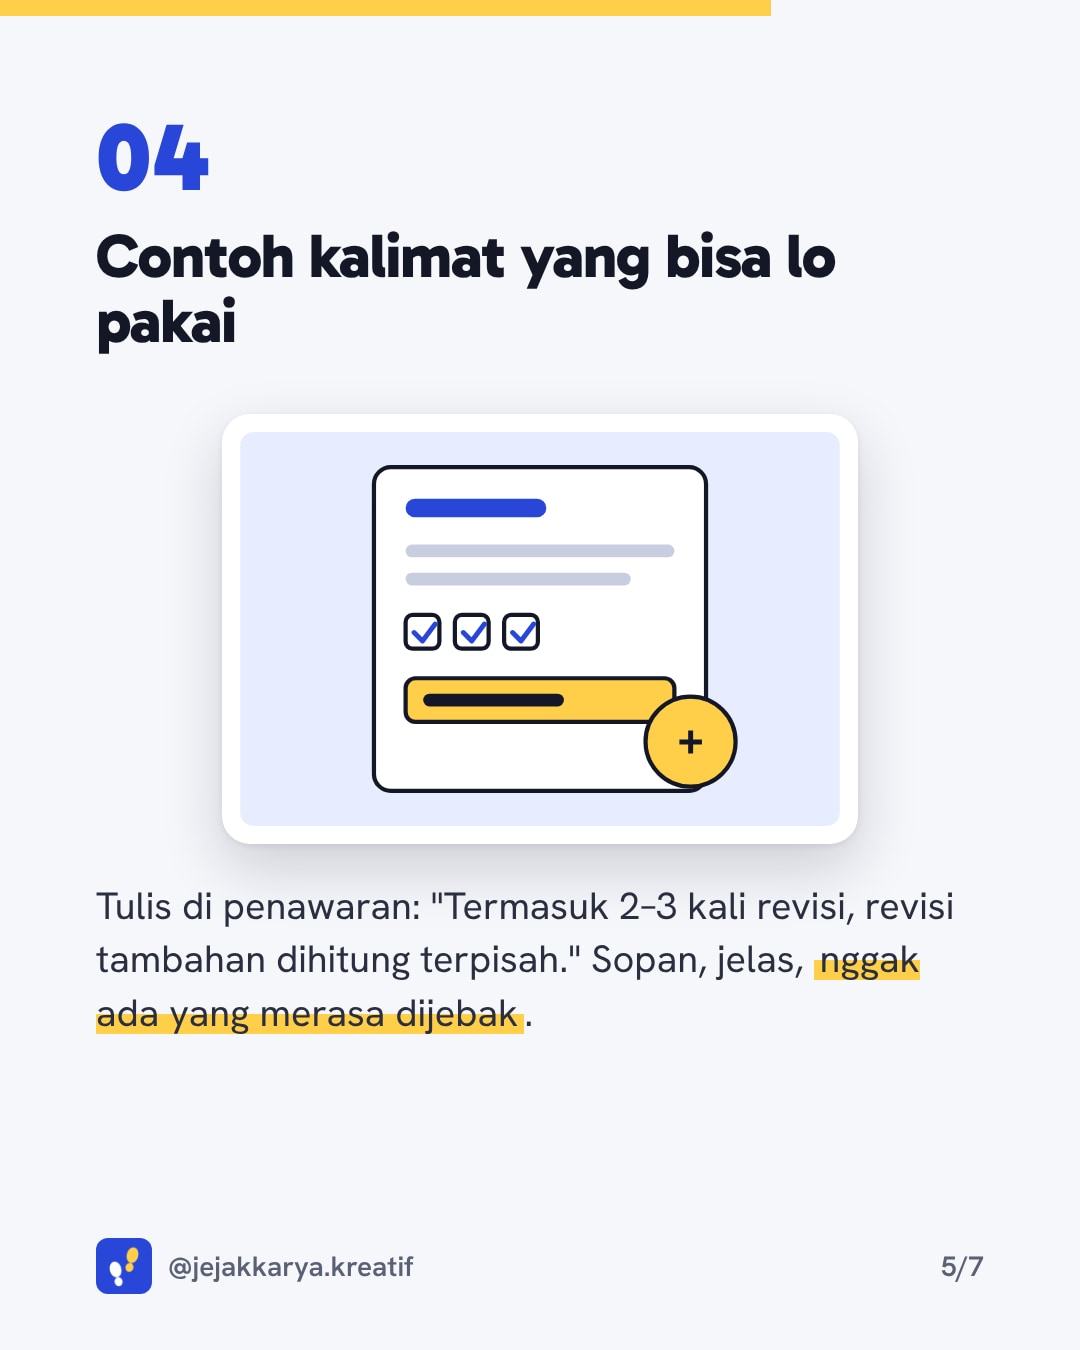 04
Contoh kalimat yang bisa lo
pakai
+
Tulis di penawaran: "Termasuk 2–3 kali revisi, revisi
tambahan dihitung terpisah." Sopan, jelas, nggak
ada yang merasa dijebak.
@jejakkarya.kreatif
5/7